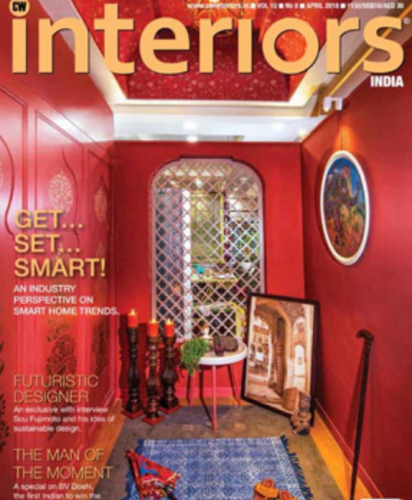 CW
www.cwinteriors.in ■ VOL 13 ■ No 6 ■ APRIL 2018
interiors
INDIA
GET...
SET...
SMART!
AN INDUSTRY
PERSPECTIVE ON
SMART HOME TRENDS.
FUTURISTIC
DESIGNER
An exclusive with interview
Sou Fujimoto and his idea of
sustainable design.
THE MAN OF
THE MOMENT
A special on BV Doshi,
the first Indian to win the